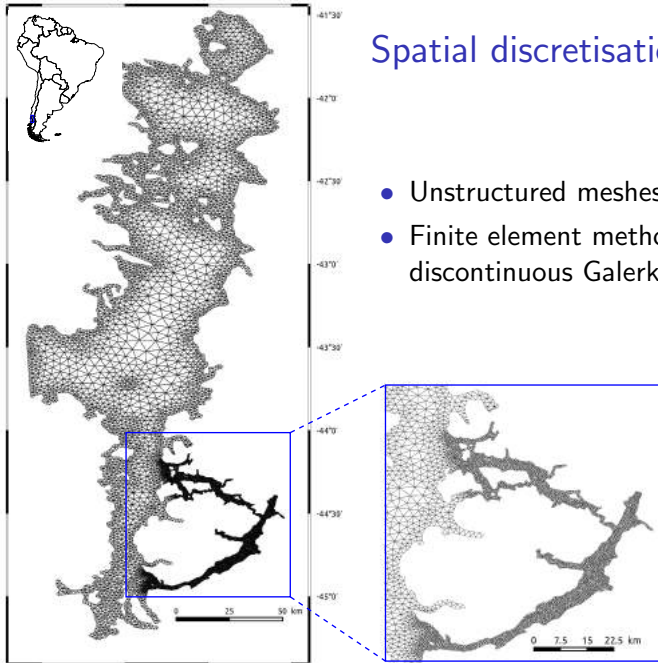 Spatial discretisatio
• Unstructured meshes
• Finite element metho
discontinuous Galerk
-41°30'
-42°0'
-42°30'
-43°0'
-43°30'
-44°0'
-44°30'
-45°0'
0 25 50 km
0 7.5 15 22.5 km